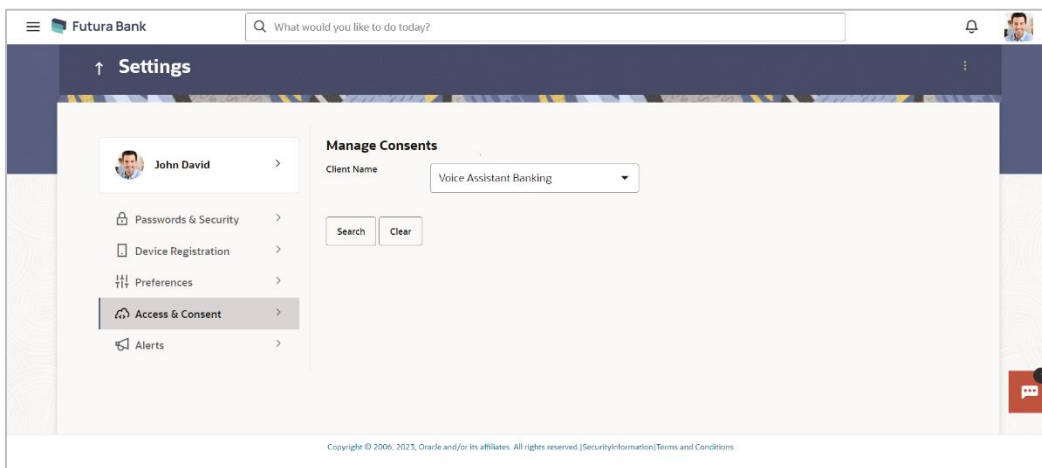 Futura Bank
What would you like to do today?
Settings
John David
Passwords & Security
Device Registration
Preferences
Access & Consent
Alerts
Manage Consents
Client Name
Voice Assistant Banking
Search
Clear
Copyright © 2006, 2023, Oracle and/or its affiliates. All rights reserved.|SecurityInformation|Terms and Conditions